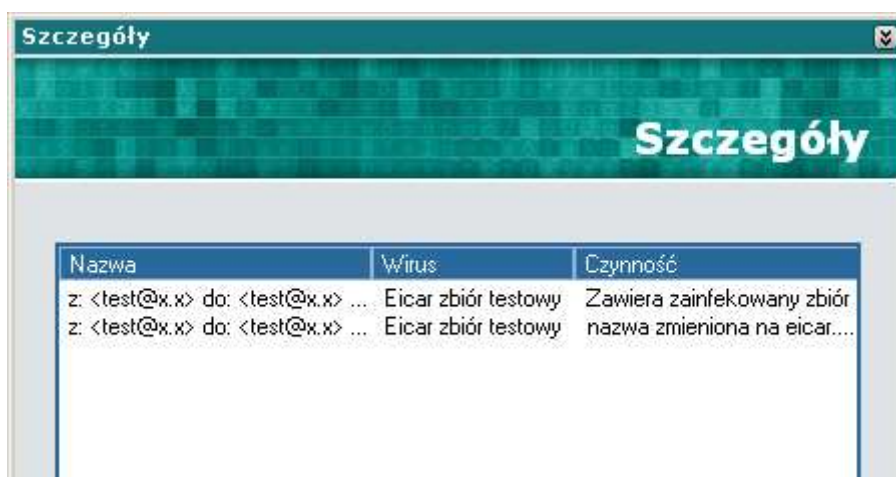 Szczegóły
Szczegóły
Nazwa Wirus Czynność
z: <test@x.x> do: <test@x.x> ... Eicar zbiór testowy Zawiera zainfekowany zbiór
z: <test@x.x> do: <test@x.x> ... Eicar zbiór testowy nazwa zmieniona na eicar....